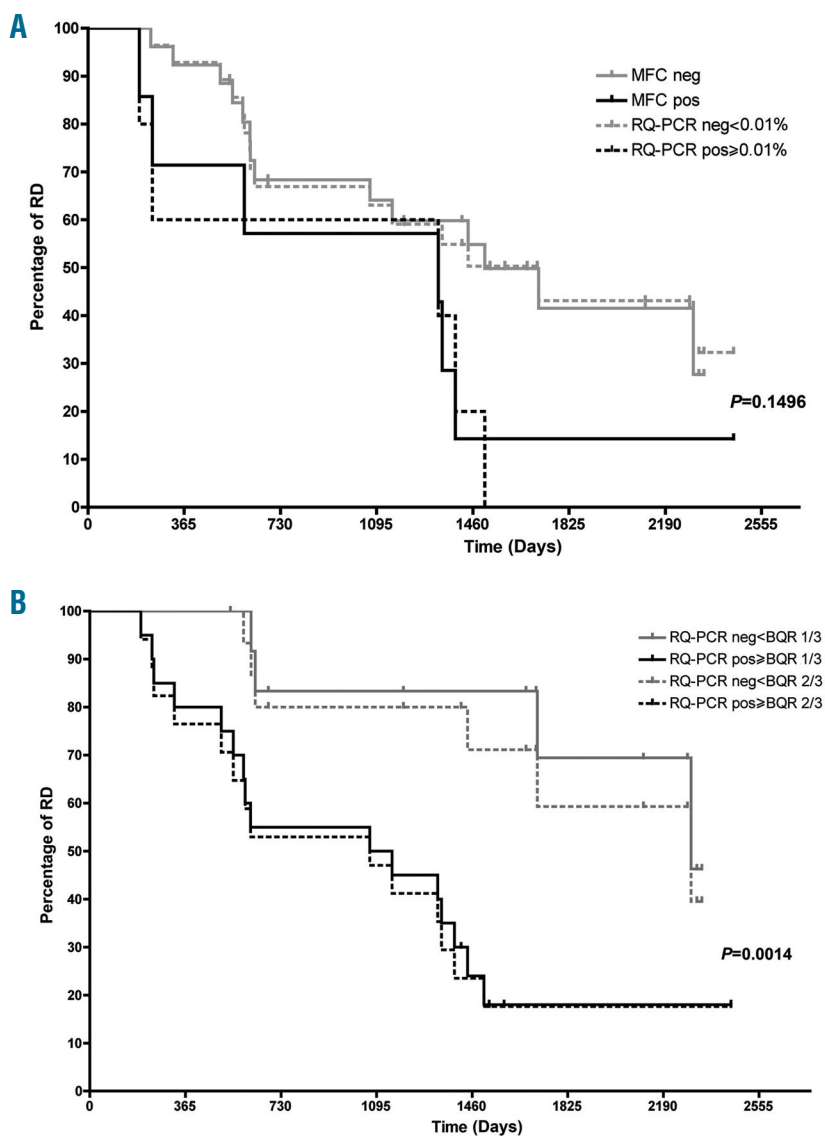 A
100
90
80
70
60
50
40
30
20
10
0
Percentage of RD
MFC neg
MFC pos
RQ-PCR neg<0.01%
RQ-PCR pos≥0.01%
P=0.1496
0 365 730 1095 1460 1825 2190 2555
Time (Days)
B
100
90
80
70
60
50
40
30
20
10
0
Percentage of RD
RQ-PCR neg<BQR 1/3
RQ-PCR pos≥BQR 1/3
RQ-PCR neg<BQR 2/3
RQ-PCR pos≥BQR 2/3
P=0.0014
0 365 730 1095 1460 1825 2190 2555
Time (Days)